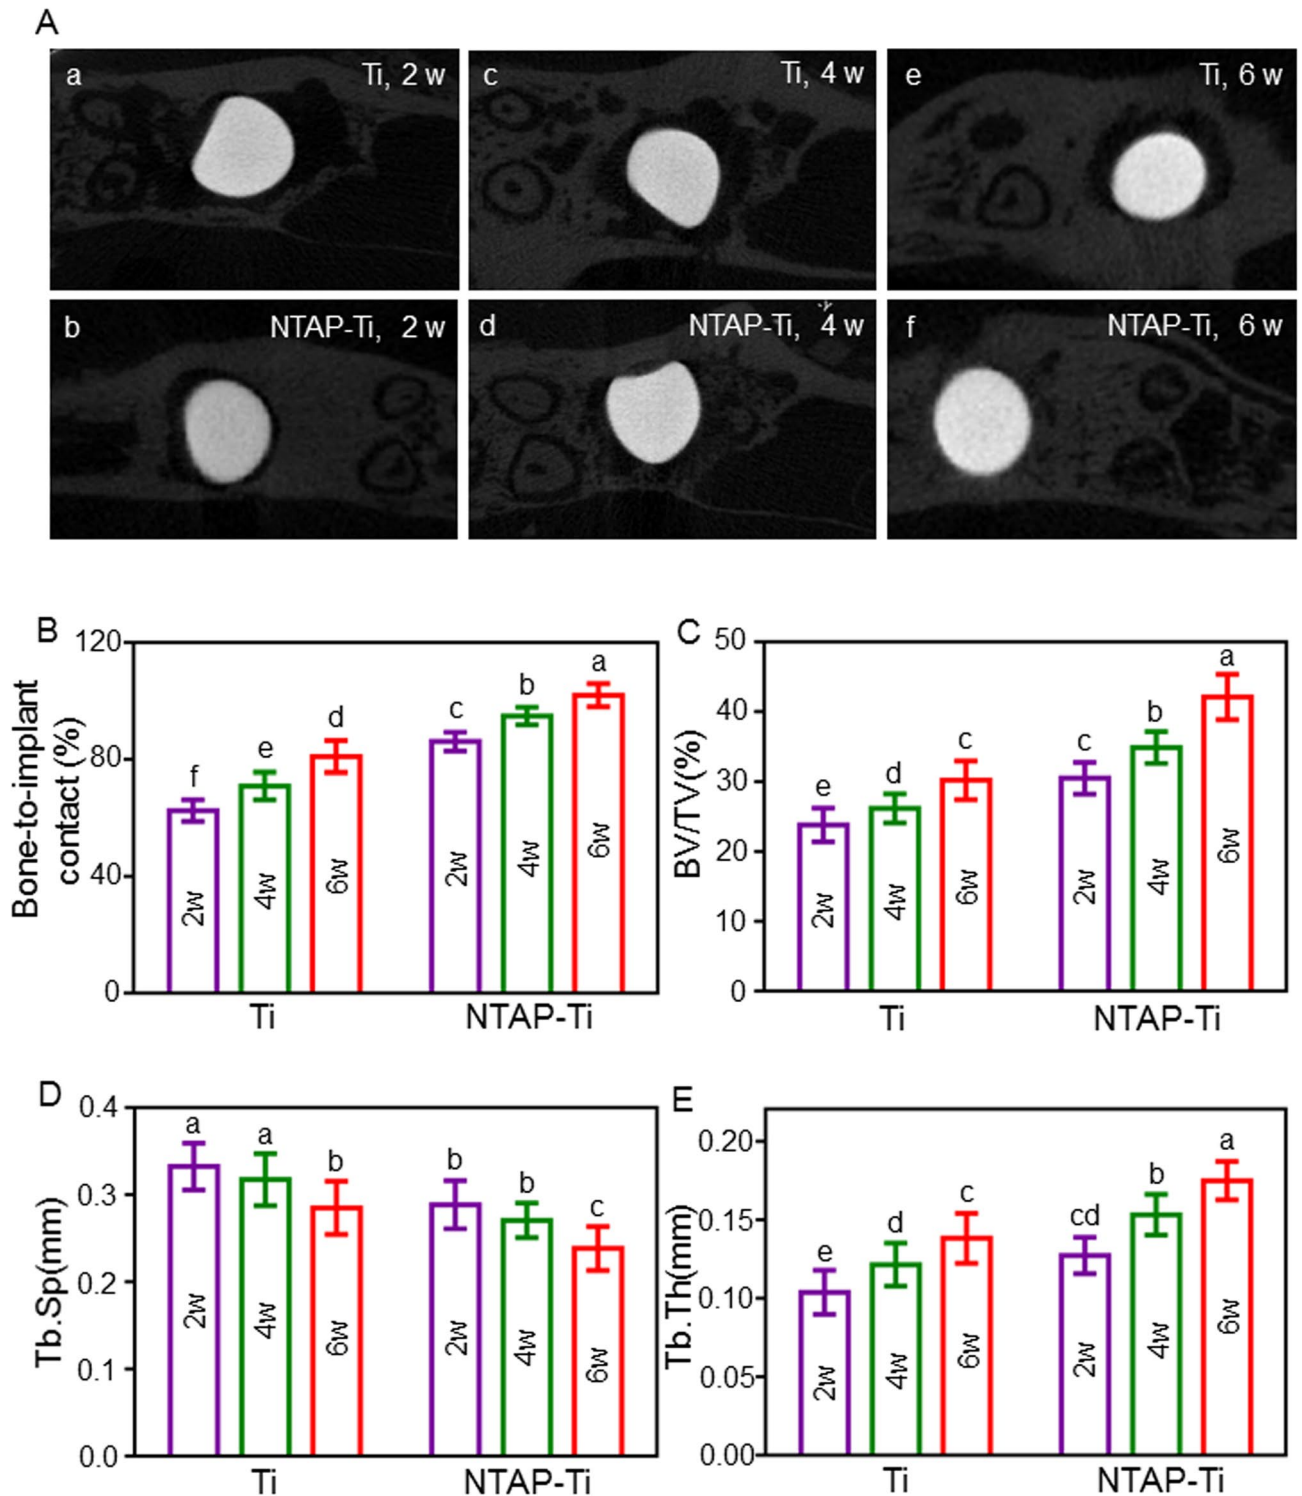 A
a Ti, 2 w
c Ti, 4 w
e Ti, 6 w
b NTAP-Ti, 2 w
d NTAP-Ti, 4 w
f NTAP-Ti, 6 w
B
Bone-to-implant
contact (%)
120
80
40
0
f e d c b a
2w 4w 6w 2w 4w 6w
Ti NTAP-Ti
C
BV/TV(%)
50
40
30
20
10
0
e d c c b a
2w 4w 6w 2w 4w 6w
Ti NTAP-Ti
D
Tb.Sp(mm)
0.4
0.3
0.2
0.1
0.0
a a b b b c
2w 4w 6w 2w 4w 6w
Ti NTAP-Ti
E
Tb.Th(mm)
0.20
0.15
0.10
0.05
0.00
e d c cd b a
2w 4w 6w 2w 4w 6w
Ti NTAP-Ti